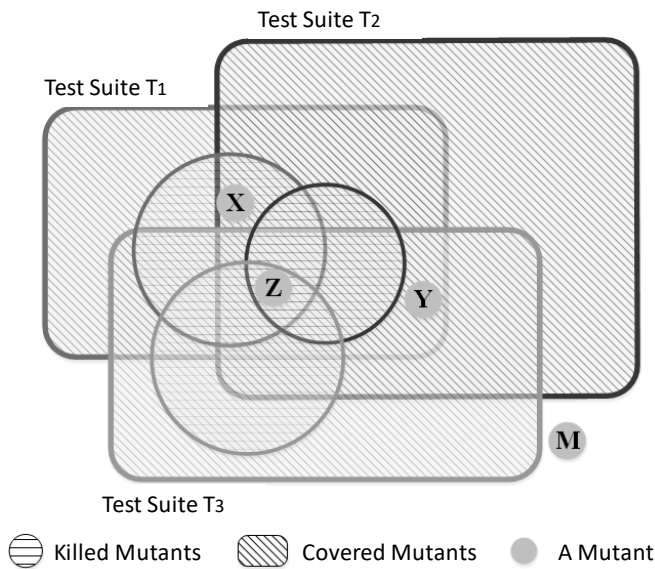 Test Suite T2
Test Suite T1
X
Z
Y
M
Test Suite T3
Killed Mutants
Covered Mutants
A Mutant